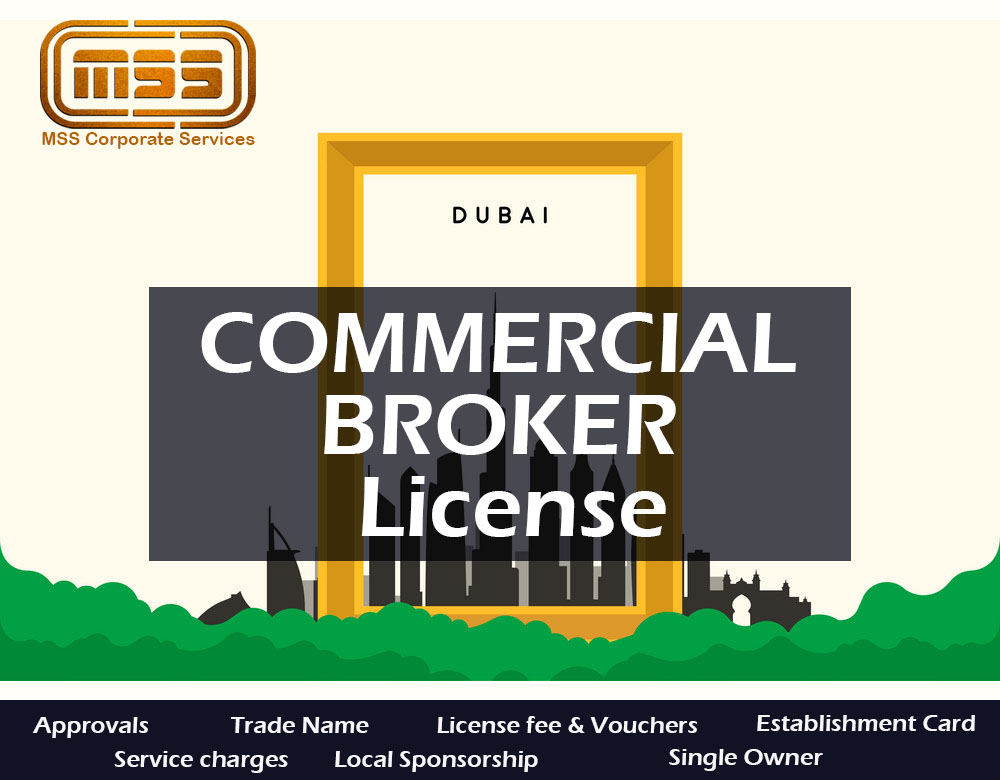 MSS
MSS Corporate Services
DUBAI
COMMERCIAL
BROKER
License
Approvals Trade Name License fee & Vouchers Establishment Card
Service charges Local Sponsorship Single Owner